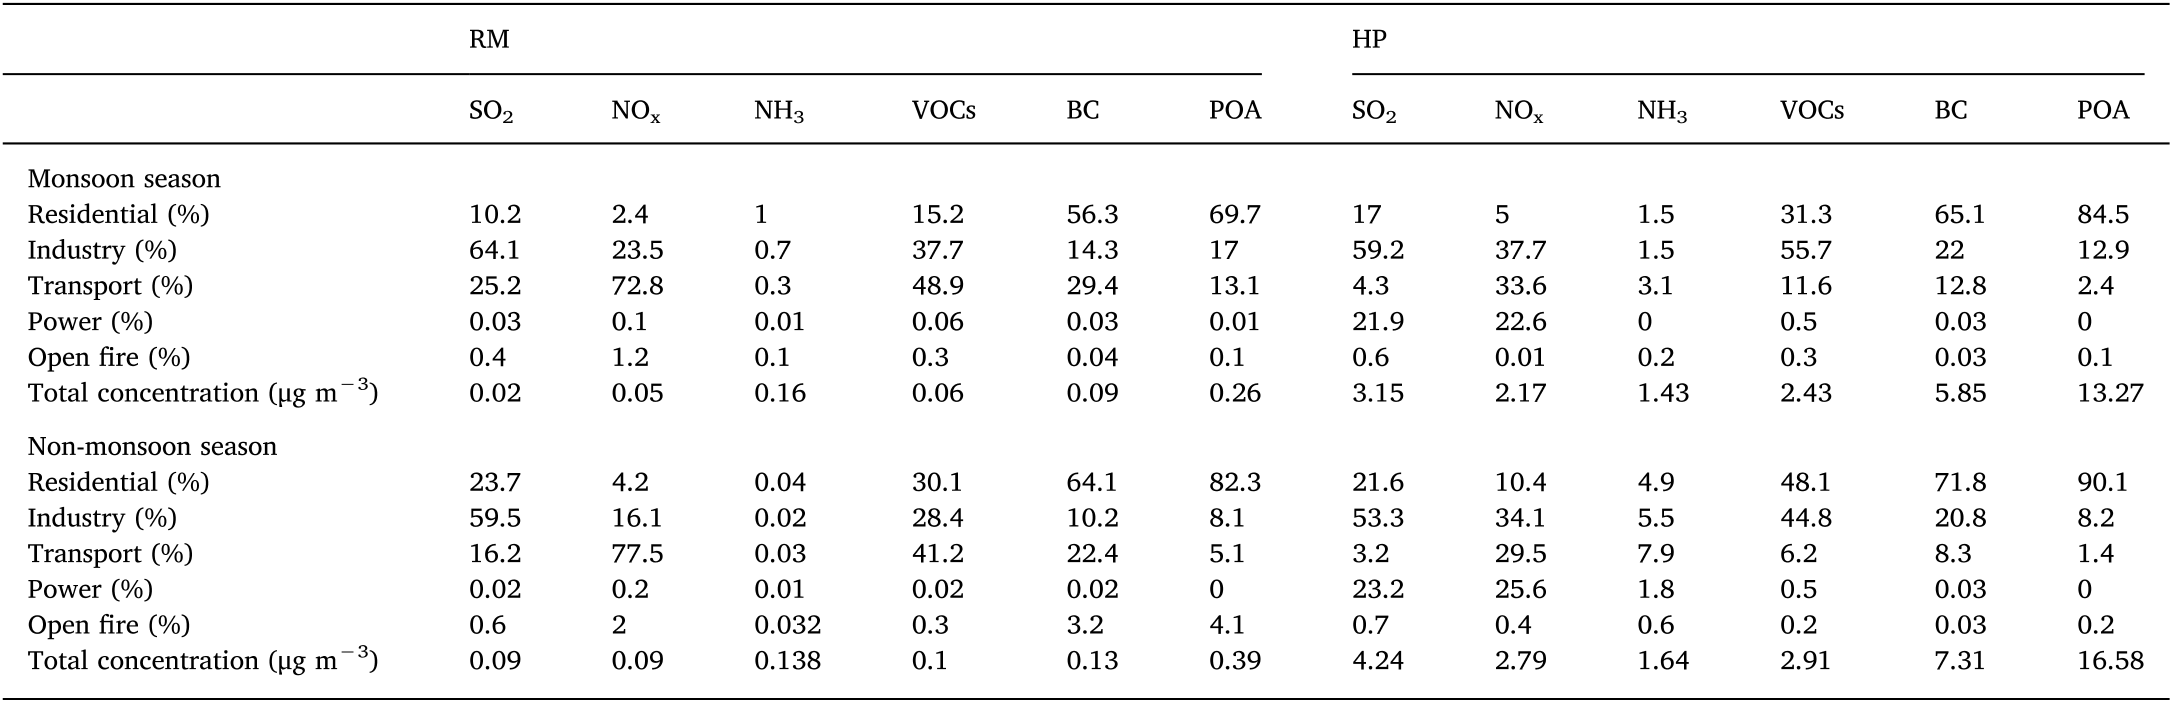 RM HP
SO₂ NOₓ NH₃ VOCs BC POA SO₂ NOₓ NH₃ VOCs BC POA
Monsoon season
Residential (%) 10.2 2.4 1 15.2 56.3 69.7 17 5 1.5 31.3 65.1 84.5
Industry (%) 64.1 23.5 0.7 37.7 14.3 17 59.2 37.7 1.5 55.7 22 12.9
Transport (%) 25.2 72.8 0.3 48.9 29.4 13.1 4.3 33.6 3.1 11.6 12.8 2.4
Power (%) 0.03 0.1 0.01 0.06 0.03 0.01 21.9 22.6 0 0.5 0.03 0
Open fire (%) 0.4 1.2 0.1 0.3 0.04 0.1 0.6 0.01 0.2 0.3 0.03 0.1
Total concentration (μg m⁻³) 0.02 0.05 0.16 0.06 0.09 0.26 3.15 2.17 1.43 2.43 5.85 13.27
Non-monsoon season
Residential (%) 23.7 4.2 0.04 30.1 64.1 82.3 21.6 10.4 4.9 48.1 71.8 90.1
Industry (%) 59.5 16.1 0.02 28.4 10.2 8.1 53.3 34.1 5.5 44.8 20.8 8.2
Transport (%) 16.2 77.5 0.03 41.2 22.4 5.1 3.2 29.5 7.9 6.2 8.3 1.4
Power (%) 0.02 0.2 0.01 0.02 0.02 0 23.2 25.6 1.8 0.5 0.03 0
Open fire (%) 0.6 2 0.032 0.3 3.2 4.1 0.7 0.4 0.6 0.2 0.03 0.2
Total concentration (μg m⁻³) 0.09 0.09 0.138 0.1 0.13 0.39 4.24 2.79 1.64 2.91 7.31 16.58